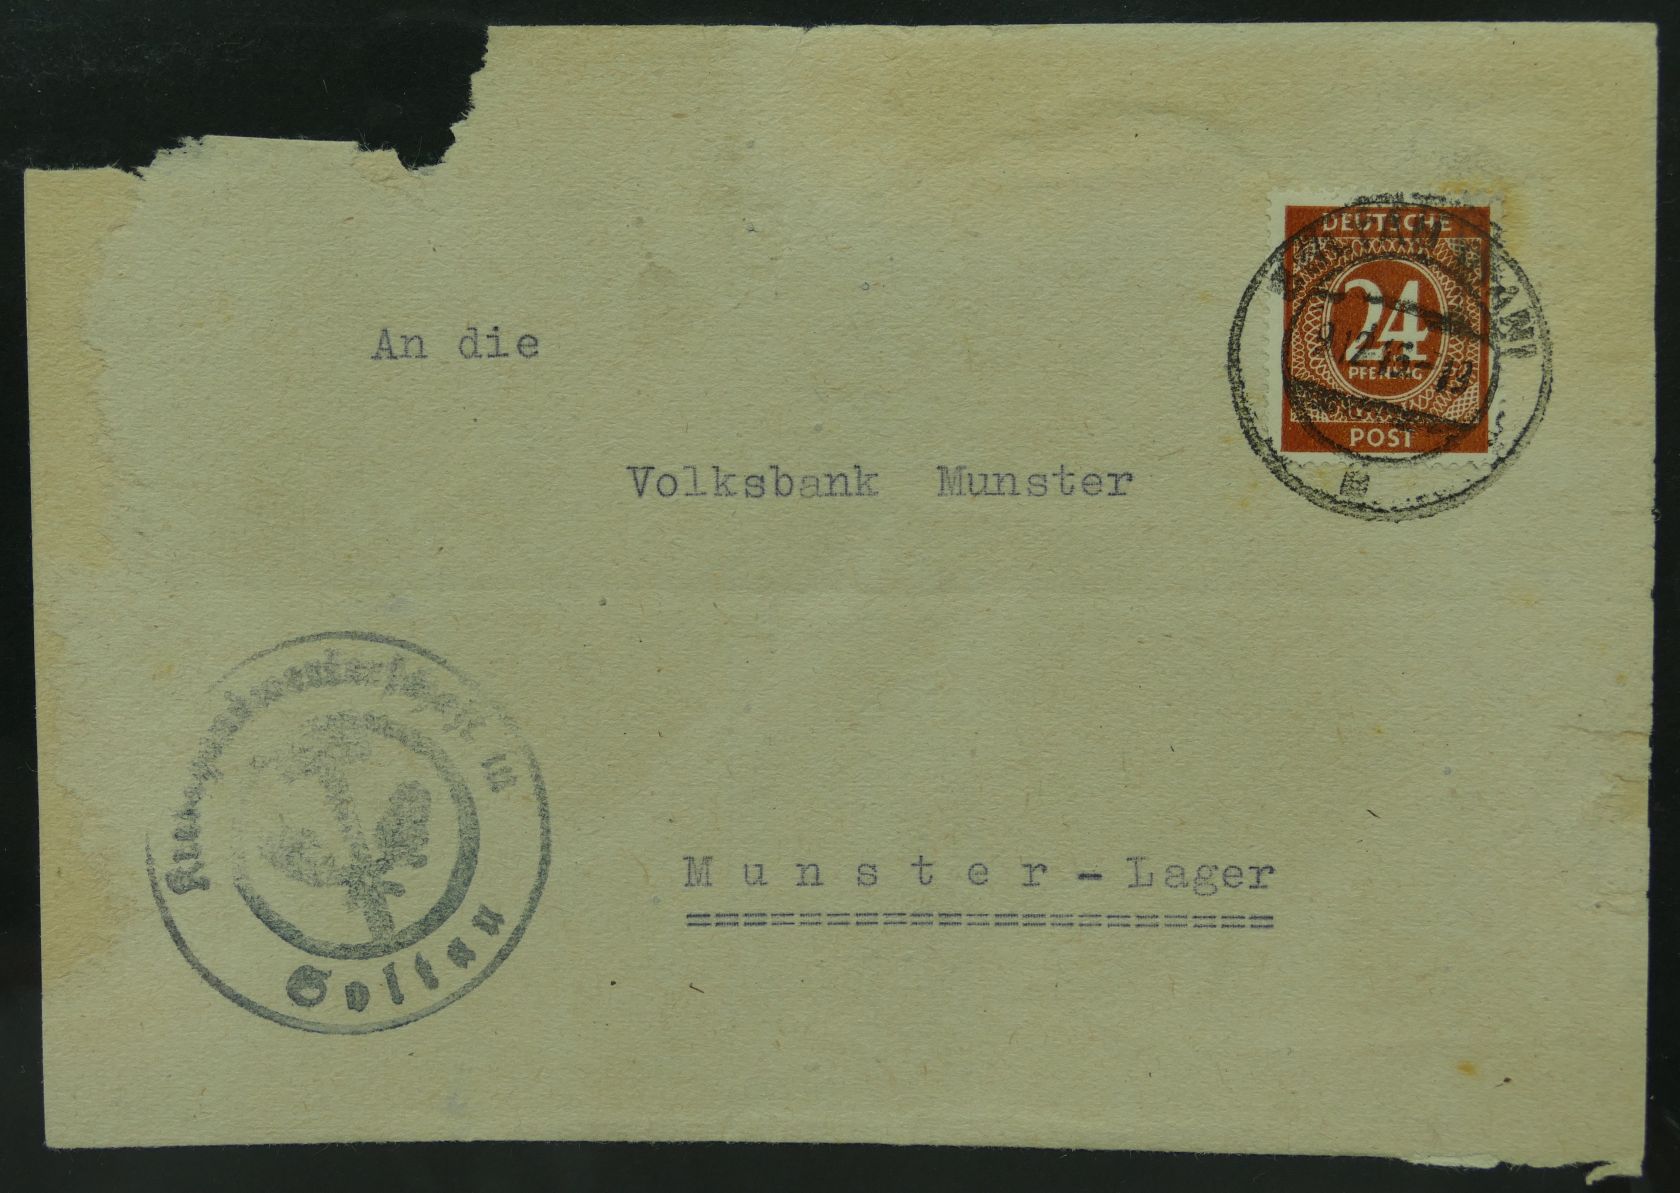 DEUTSCHE
24
PFENNIG
POST
An die
Volksbank Munster
Munster-Lager
Soltau